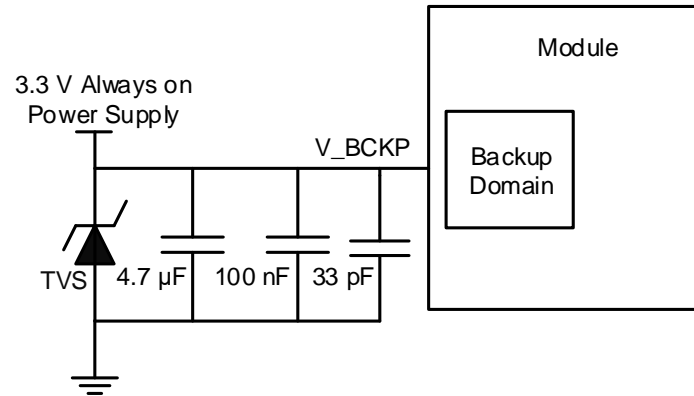 Module
3.3 V Always on
Power Supply
V_BCKP
Backup
Domain
TVS
4.7 µF
100 nF
33 pF